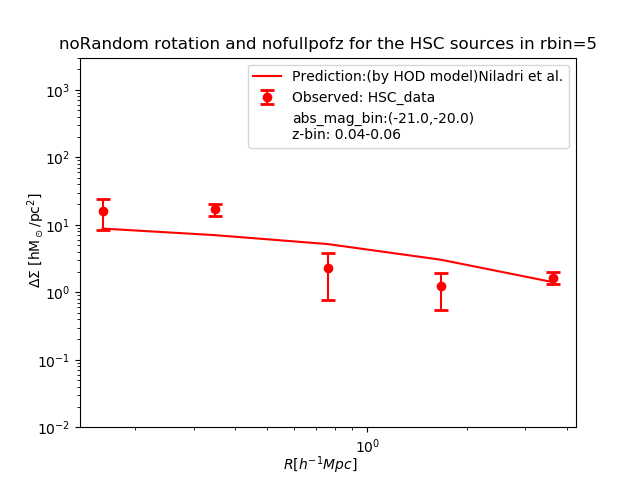 noRandom rotation and nofullpofz for the HSC sources in rbin=5
Prediction:(by HOD model)Niladri et al.
Observed: HSC_data
abs_mag_bin:(-21.0,-20.0)
z-bin: 0.04-0.06
ΔΣ [hM⊙/pc²]
10³
10²
10¹
10⁰
10⁻¹
10⁻²
10⁰
R[h⁻¹Mpc]